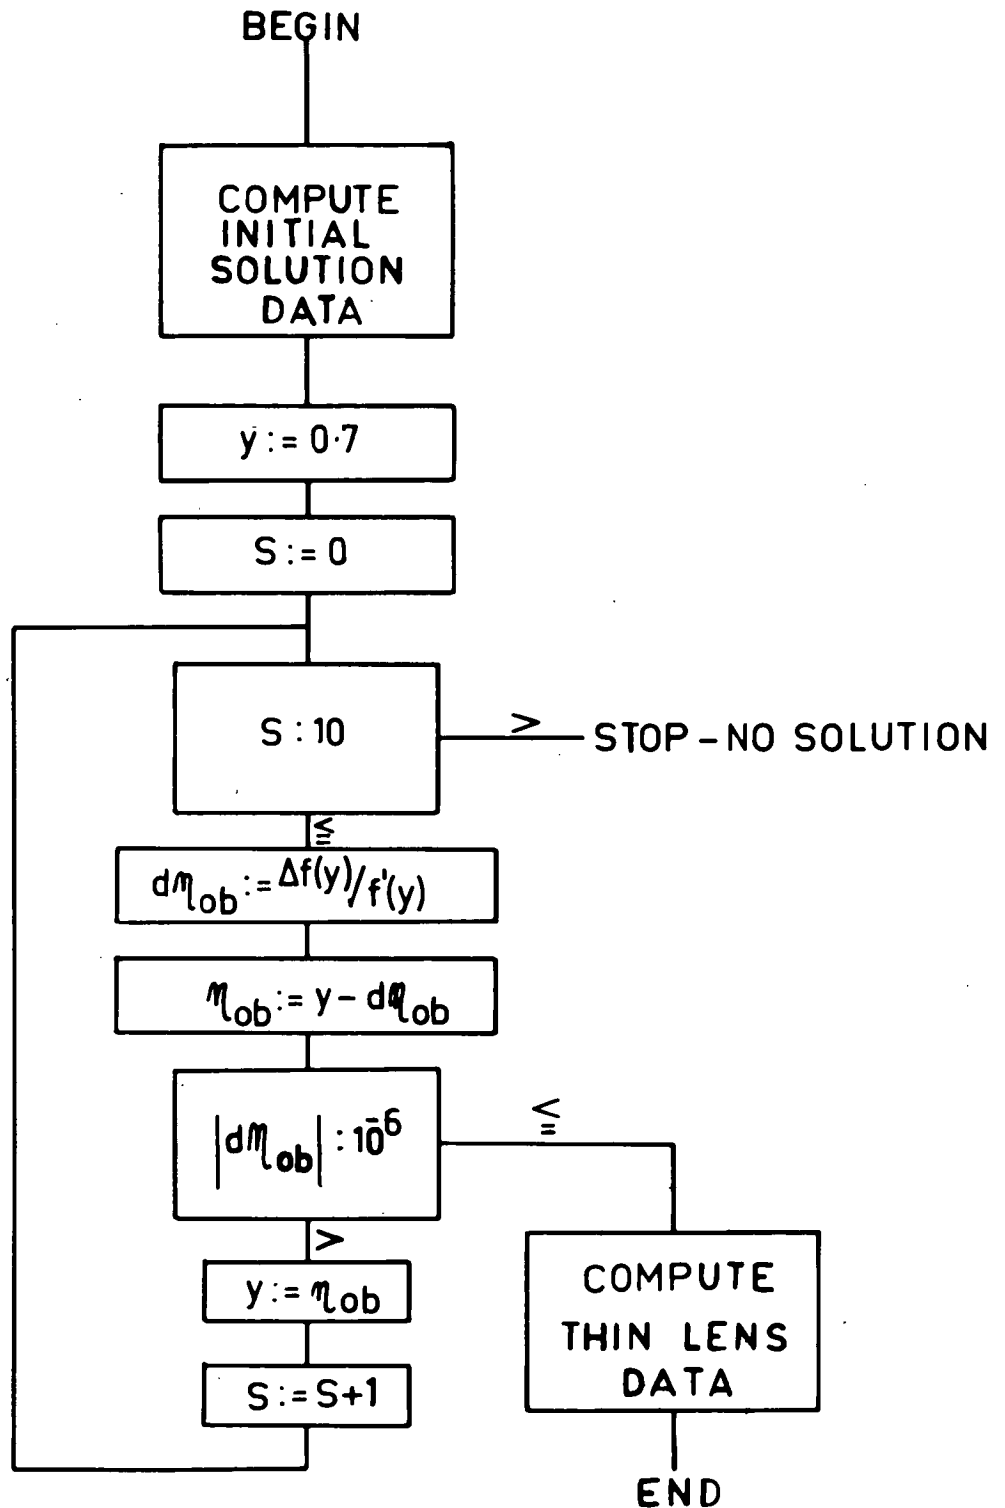 BEGIN
COMPUTE
INITIAL
SOLUTION
DATA
y := 0·7
S := 0
S : 10
> STOP – NO SOLUTION
≦
dη_ob := Δf(y)/f'(y)
η_ob := y – dη_ob
|dη_ob| : 10^-6
≦
>
y := η_ob
S := S+1
COMPUTE
THIN LENS
DATA
END